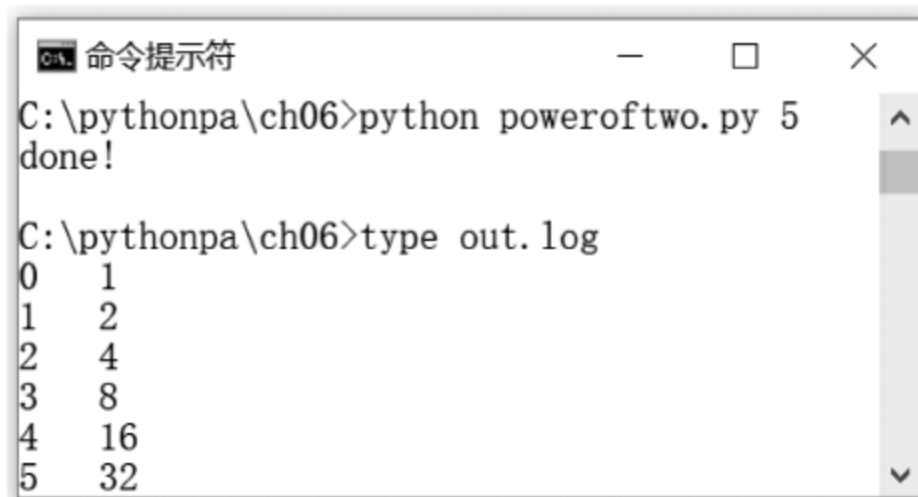 命令提示符
C:\pythonpa\ch06>python poweroftwo.py 5
done!
C:\pythonpa\ch06>type out.log
0 1
1 2
2 4
3 8
4 16
5 32